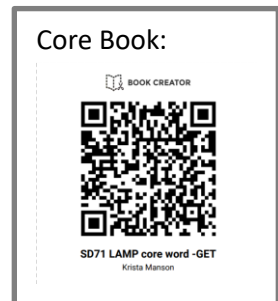 Core Book:
BOOK CREATOR
SD71 LAMP core word -GET
Krista Manson